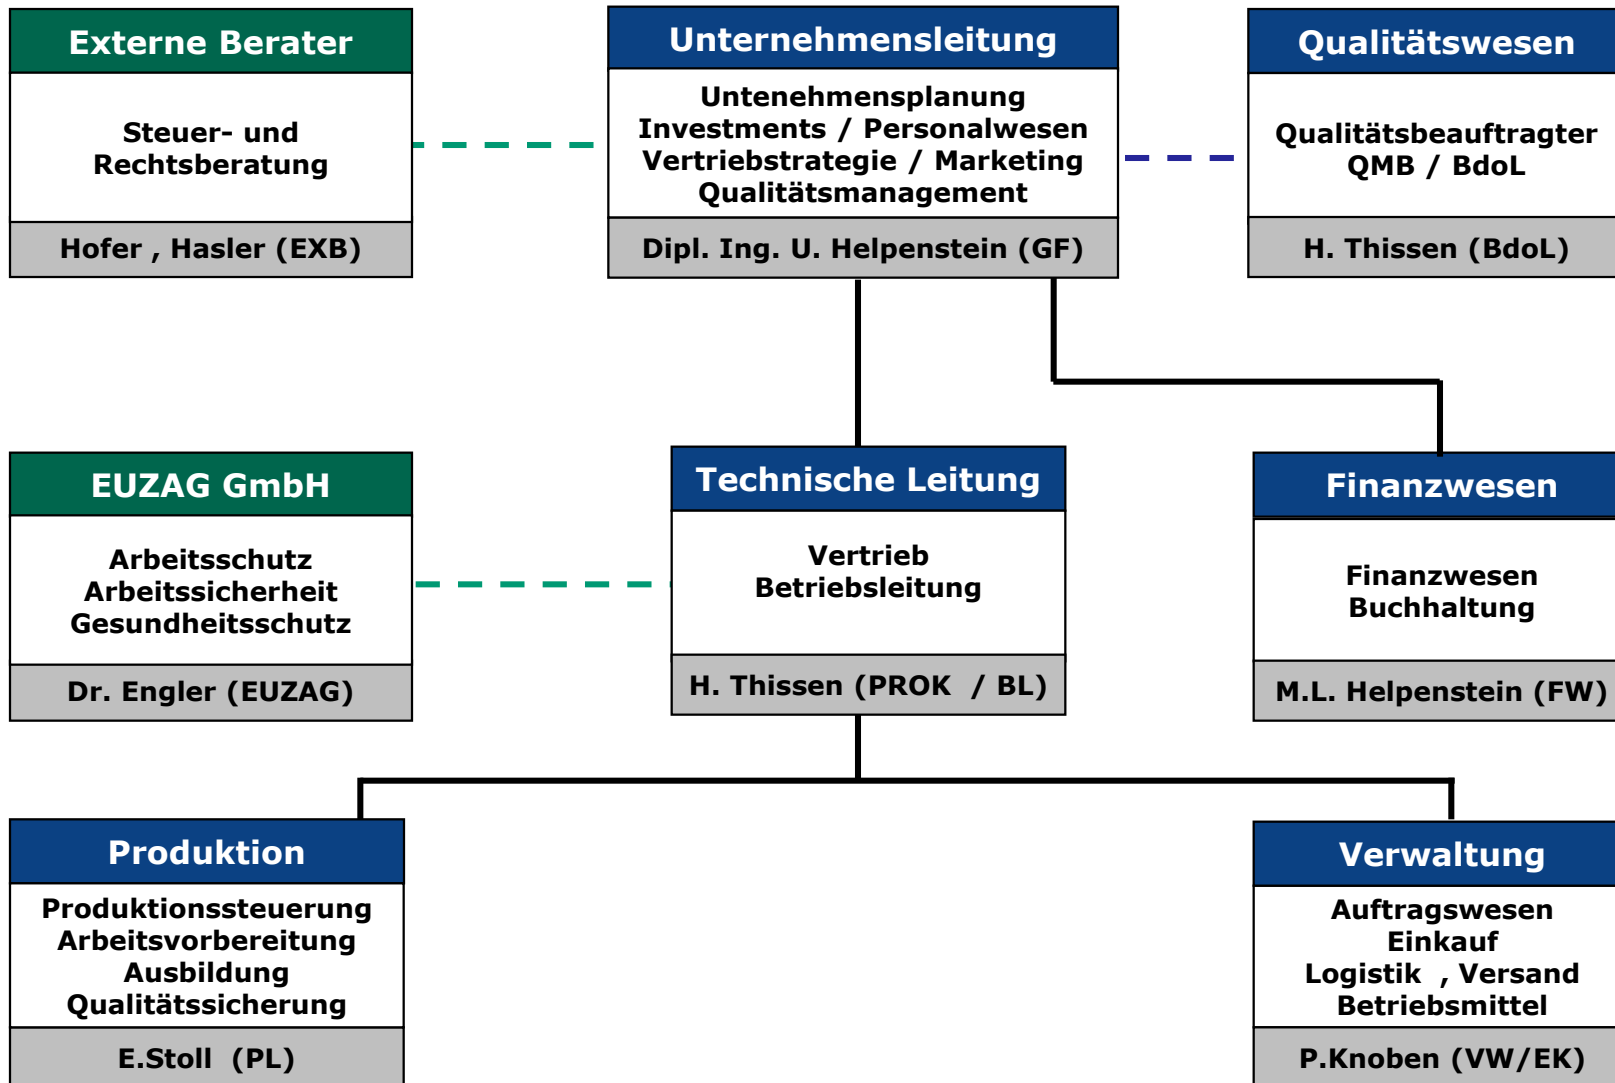 Externe Berater
Steuer- und
Rechtsberatung
Hofer , Hasler (EXB)
Unternehmensleitung
Untenehmensplanung
Investments / Personalwesen
Vertriebstrategie / Marketing
Qualitätsmanagement
Dipl. Ing. U. Helpenstein (GF)
Qualitätswesen
Qualitätsbeauftragter
QMB / BdoL
H. Thissen (BdoL)
EUZAG GmbH
Arbeitsschutz
Arbeitssicherheit
Gesundheitsschutz
Dr. Engler (EUZAG)
Technische Leitung
Vertrieb
Betriebsleitung
H. Thissen (PROK  / BL)
Finanzwesen
Finanzwesen
Buchhaltung
M.L. Helpenstein (FW)
Produktion
Produktionssteuerung
Arbeitsvorbereitung
Ausbildung
Qualitätssicherung
E.Stoll  (PL)
Verwaltung
Auftragswesen
Einkauf
Logistik  , Versand
Betriebsmittel
P.Knoben (VW/EK)